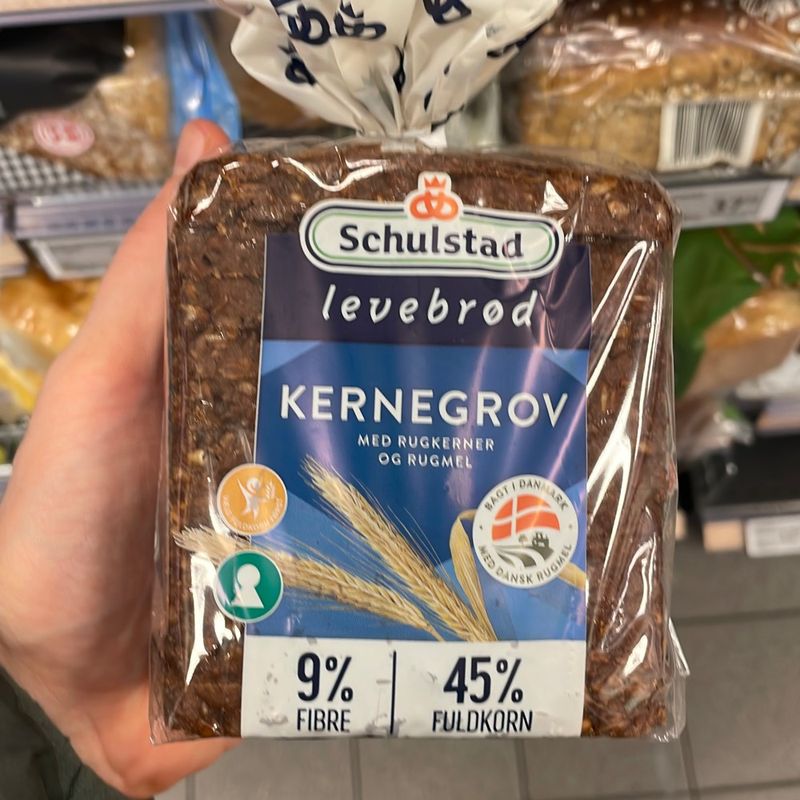 Schulstad
levebrød
KERNEGROV
MED RUGKERNER
OG RUGMEL
BAGT I DANMARK
MED DANSK RUGMEL
9%
FIBRE
45%
FULDKORN